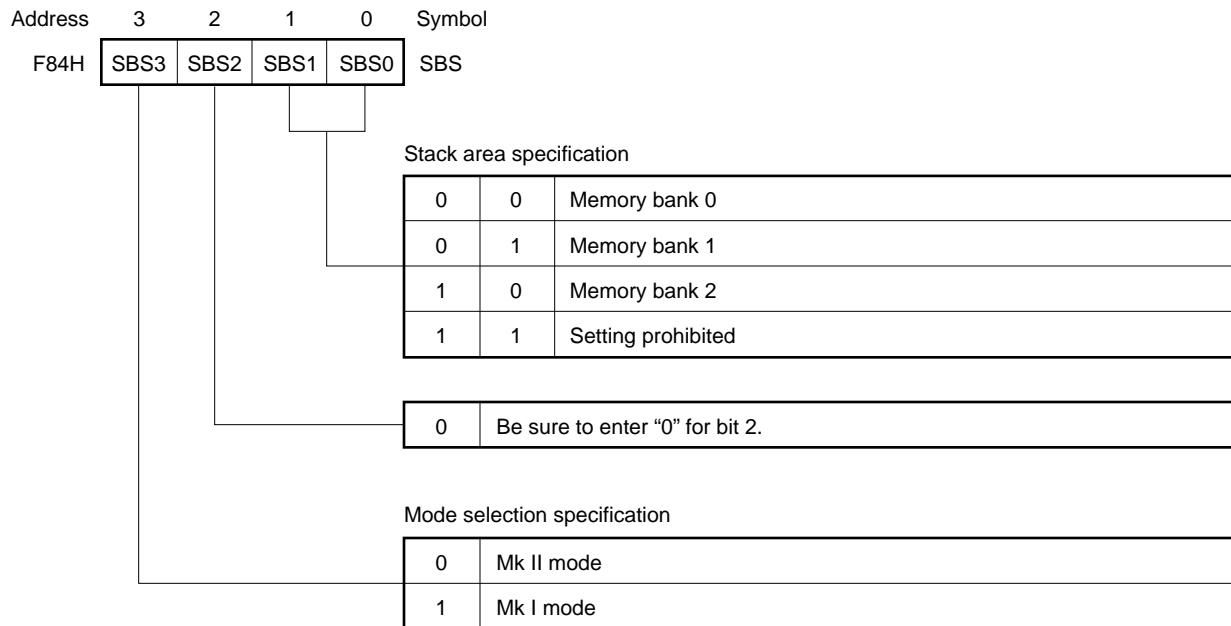 Address 3 2 1 0 Symbol
F84H SBS3 SBS2 SBS1 SBS0 SBS
Stack area specification
0 0 Memory bank 0
0 1 Memory bank 1
1 0 Memory bank 2
1 1 Setting prohibited
0 Be sure to enter “0” for bit 2.
Mode selection specification
0 Mk II mode
1 Mk I mode